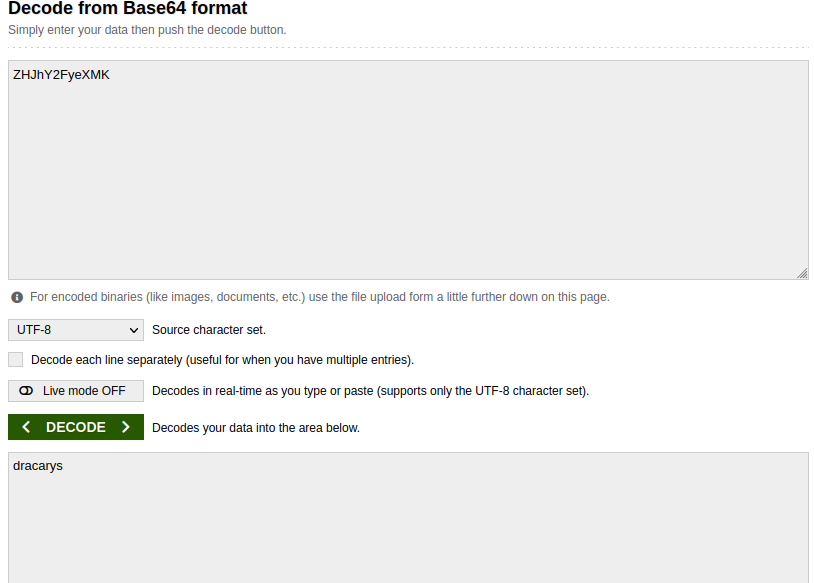 Decode from Base64 format
Simply enter your data then push the decode button.
ZHJhY2FyeXMK
For encoded binaries (like images, documents, etc.) use the file upload form a little further down on this page.
UTF-8 Source character set.
Decode each line separately (useful for when you have multiple entries).
Live mode OFF Decodes in real-time as you type or paste (supports only the UTF-8 character set).
DECODE Decodes your data into the area below.
dracarys